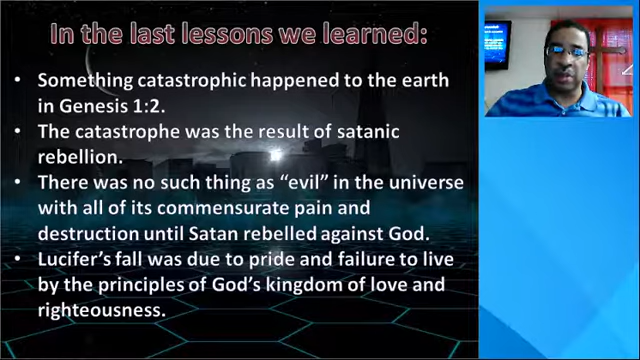 In the last lessons we learned:
• Something catastrophic happened to the earth
in Genesis 1:2.
• The catastrophe was the result of satanic
rebellion.
• There was no such thing as “evil” in the universe
with all of its commensurate pain and
destruction until Satan rebelled against God.
• Lucifer’s fall was due to pride and failure to live
by the principles of God’s kingdom of love and
righteousness.